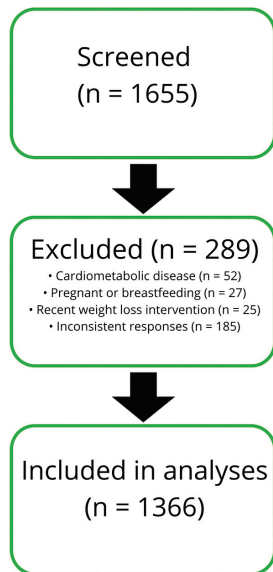 Screened
(n = 1655)
Excluded (n = 289)
• Cardiometabolic disease (n = 52)
• Pregnant or breastfeeding (n = 27)
• Recent weight loss intervention (n = 25)
• Inconsistent responses (n = 185)
Included in analyses
(n = 1366)